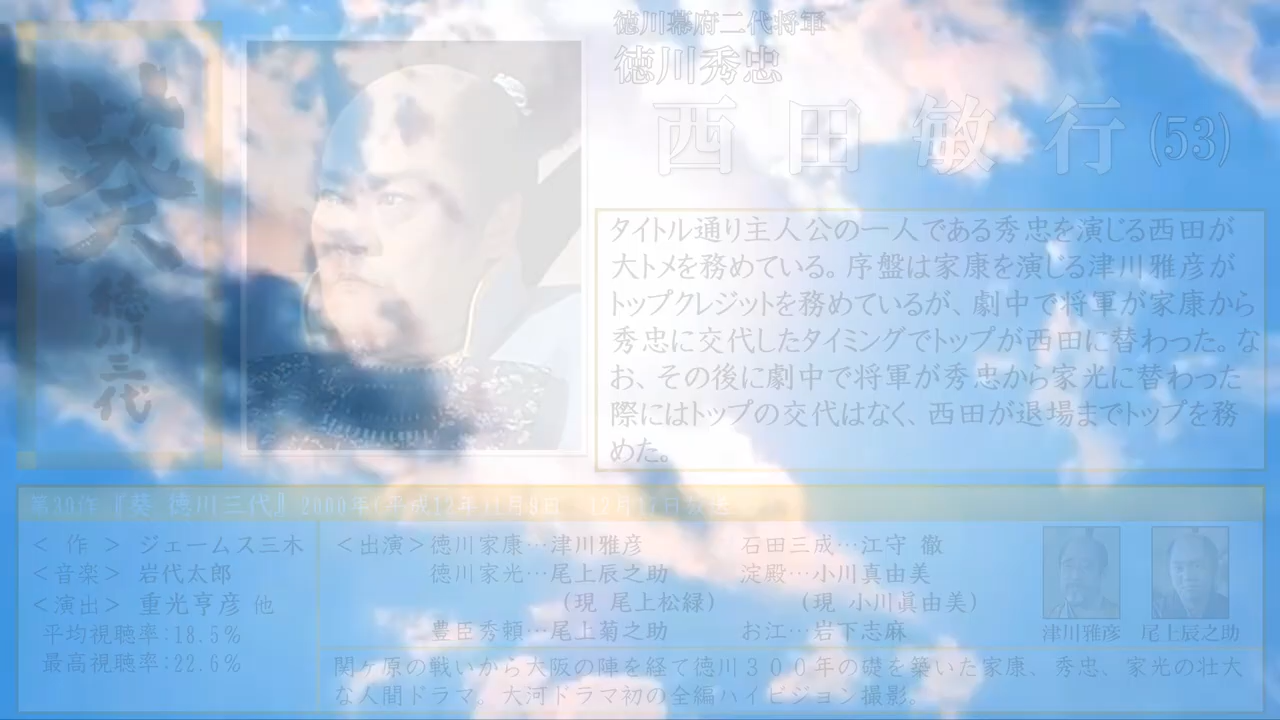 葵
徳川三代
徳川幕府二代将軍
徳川秀忠
西田敏行(53)
タイトル通り主人公の一人である秀忠を演じる西田が
大トメを務めている。序盤は家康を演じる津川雅彦が
トップクレジットを務めているが、劇中で将軍が家康から
秀忠に交代したタイミングでトップが西田に替わった。な
お、その後に劇中で将軍が秀忠から家光に替わった
際にはトップの交代はなく、西田が退場までトップを務
めた。
第39作『葵 徳川三代』 2000年(平成12年)1月9日 12月17日放送
＜ 作 ＞ ジェームス三木
＜音楽＞ 岩代太郎
＜演出＞ 重光亨彦 他
平均視聴率:18.5%
最高視聴率:22.6%
＜出演＞徳川家康…津川雅彦 石田三成…江守 徹
徳川家光…尾上辰之助 淀殿…小川真由美
(現 尾上松緑) (現 小川眞由美)
豊臣秀頼…尾上菊之助 お江…岩下志麻
津川雅彦 尾上辰之助
関ヶ原の戦いから大阪の陣を経て徳川３００年の礎を築いた家康、秀忠、家光の壮大
な人間ドラマ。大河ドラマ初の全編ハイビジョン撮影。